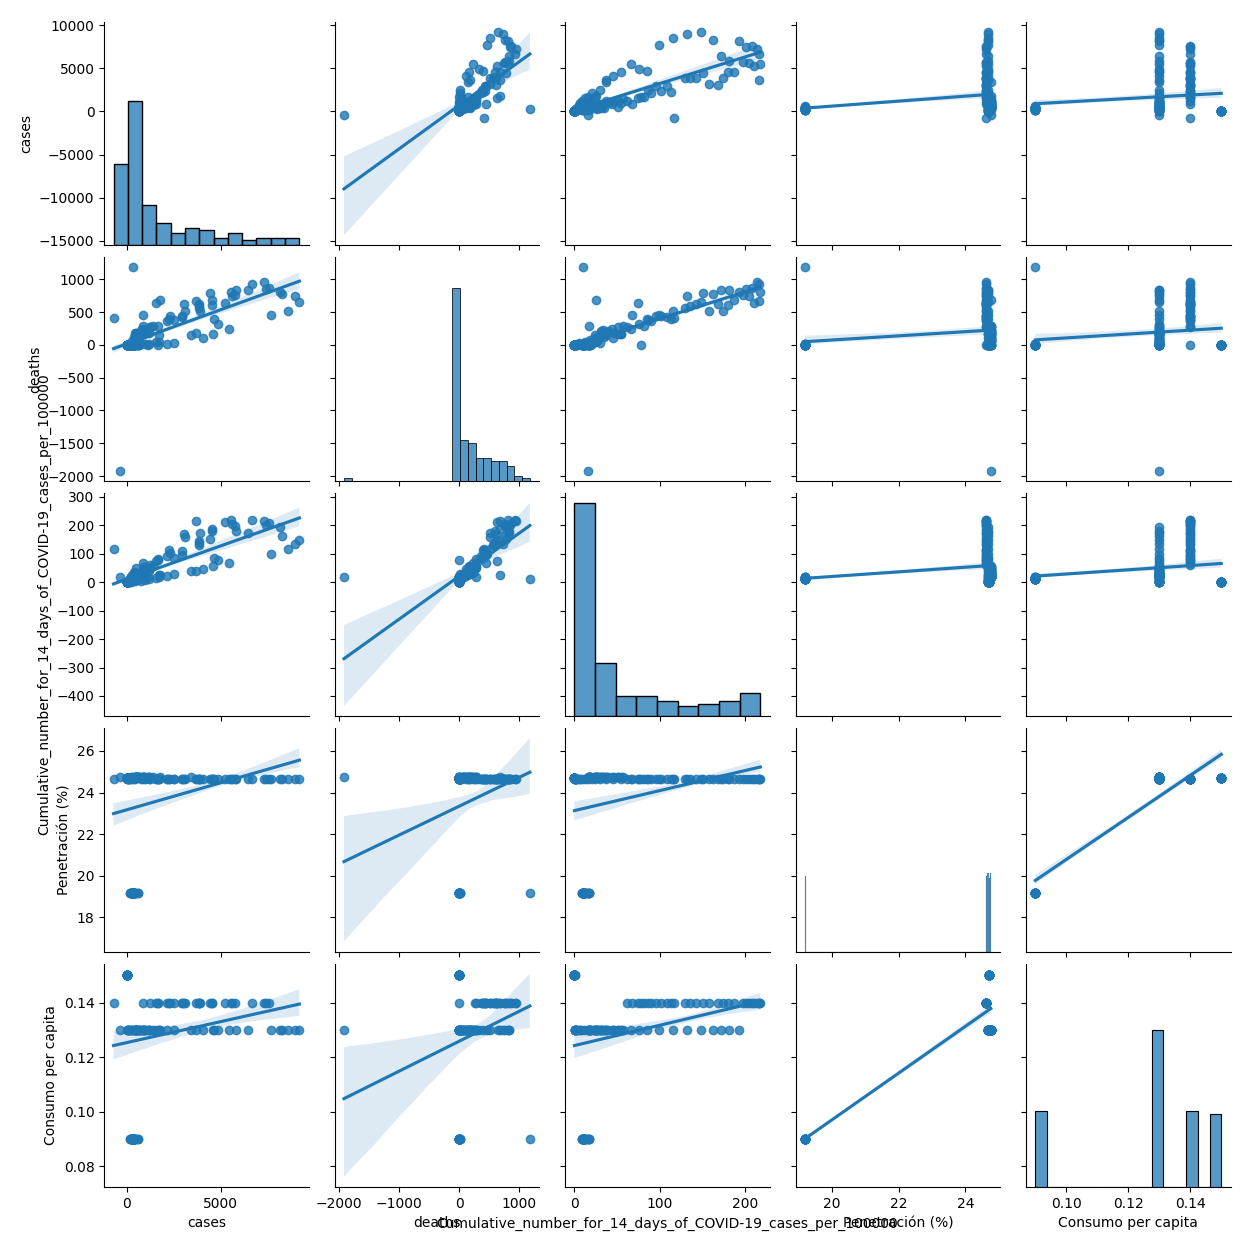 10000
5000
0
−5000
−10000
−15000
cases
1000
500
0
−500
−1000
−1500
−2000
deaths
300
200
100
0
−100
−200
−300
−400
Cumulative_number_for_14_days_of_COVID-19_cases_per_100000
26
24
22
20
18
Penetración (%)
0.14
0.12
0.10
0.08
Consumo per capita
0 5000
−2000 −1000 0 1000
0 100 200
20 22 24
0.10 0.12 0.14
cases
deaths
Cumulative_number_for_14_days_of_COVID-19_cases_per_100000
Penetración (%)
Consumo per capita